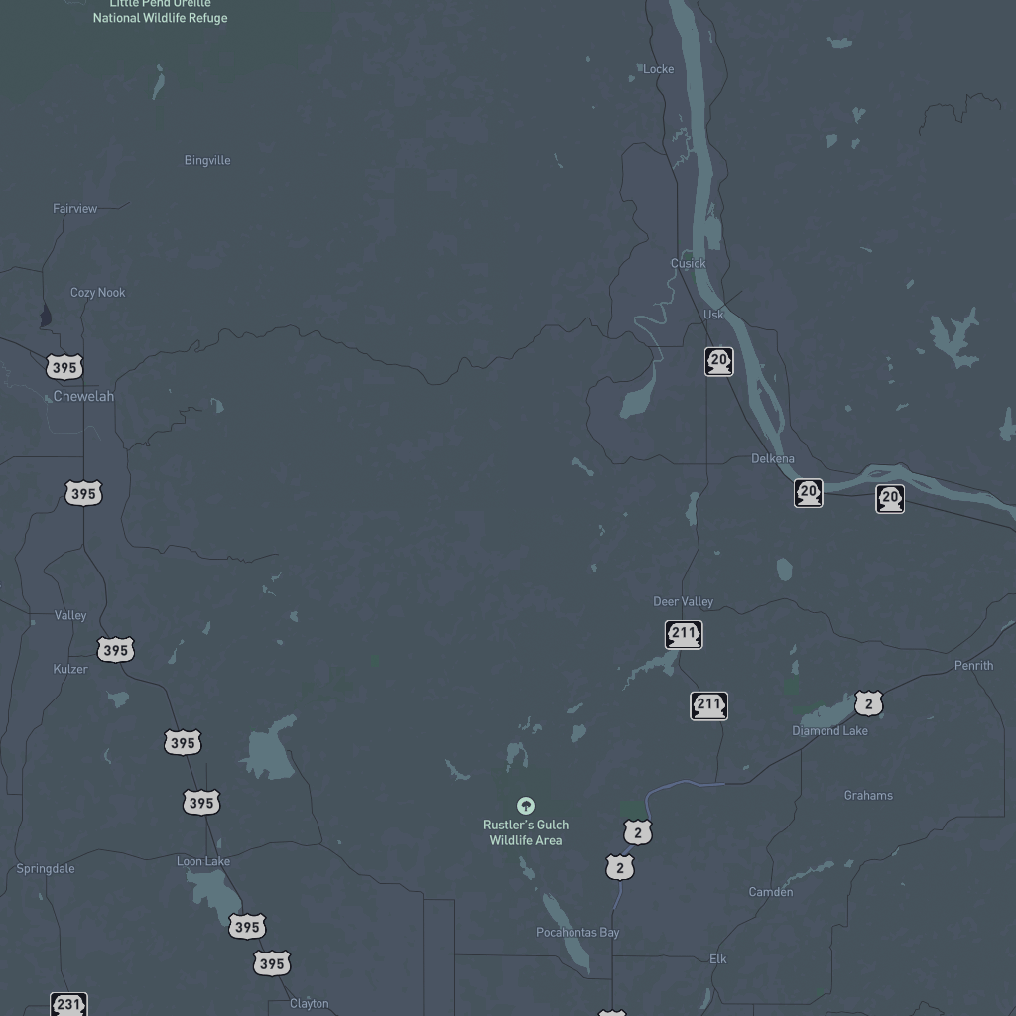 Little Pend Oreille
National Wildlife Refuge
Locke
Bingville
Fairview
Cusick
Cozy Nook
Usk
20
395
Chewelah
Delkena
395
20
20
Deer Valley
Valley
211
395
Penrith
Kulzer
211
2
Diamond Lake
395
Grahams
395
Rustler's Gulch
Wildlife Area
2
Loon Lake
2
Springdale
Camden
395
Pocahontas Bay
Elk
395
231
Clayton